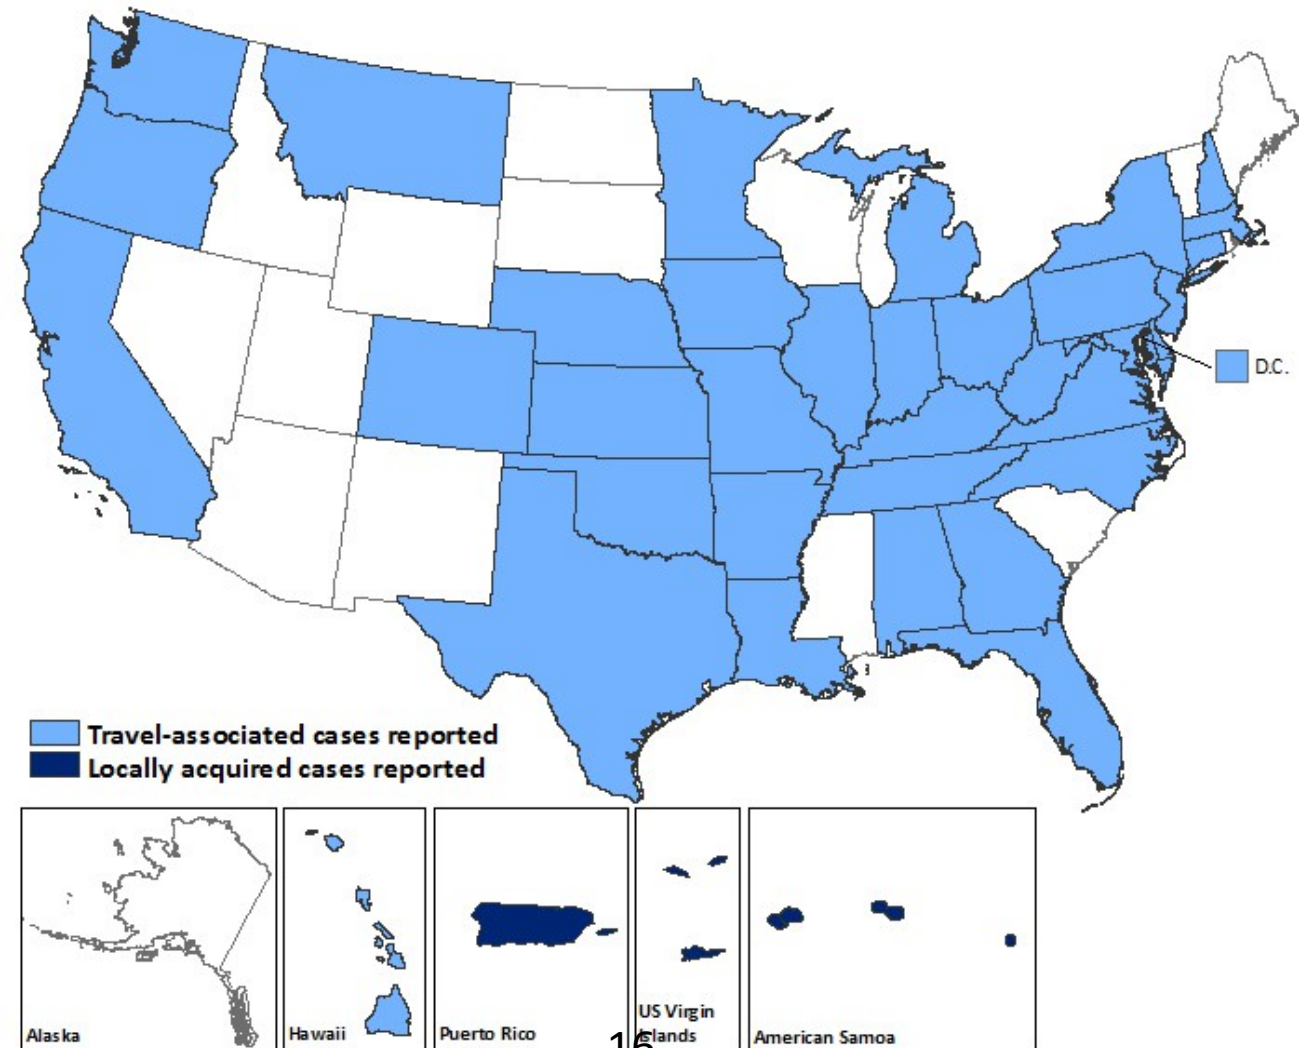 D.C.
Travel-associated cases reported
Locally acquired cases reported
Alaska
Hawaii
Puerto Rico
US Virgin
Islands
American Samoa
16